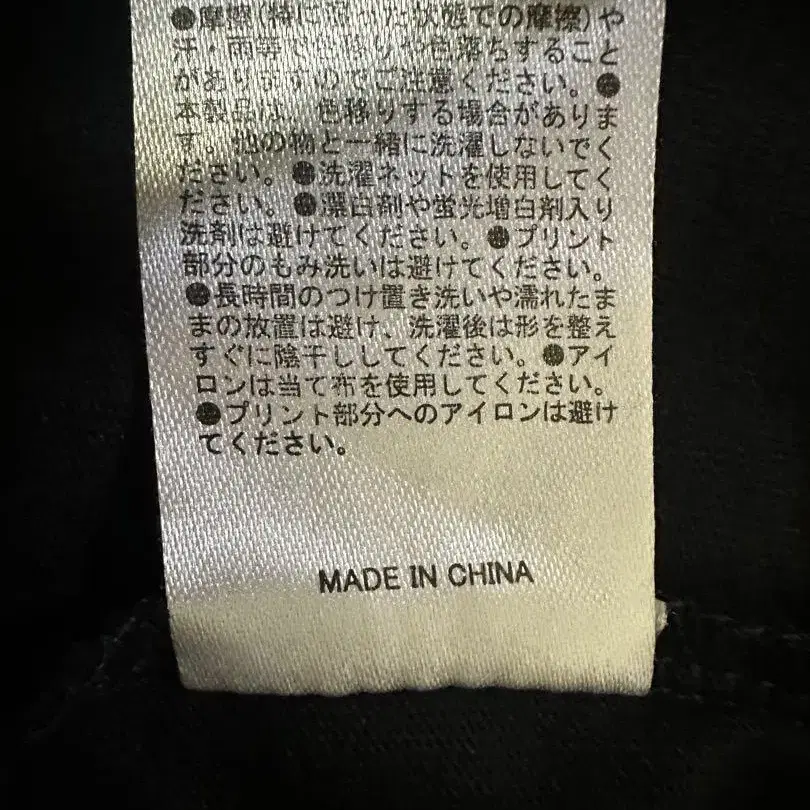 ●摩擦(特に湿った状態での摩擦)や
汗・雨等で色移りや色落ちすること
がありますのでご注意ください。●
本製品は、色移りする場合がありま
す。他の物と一緒に洗濯しないでく
ださい。●洗濯ネットを使用してく
ださい。●漂白剤や蛍光増白剤入り
洗剤は避けてください。●プリント
部分のもみ洗いは避けてください。
●長時間のつけ置き洗いや濡れたま
まの放置は避け、洗濯後は形を整え
すぐに陰干ししてください。●アイ
ロンは当て布を使用してください。
●プリント部分へのアイロンは避け
てください。
MADE IN CHINA